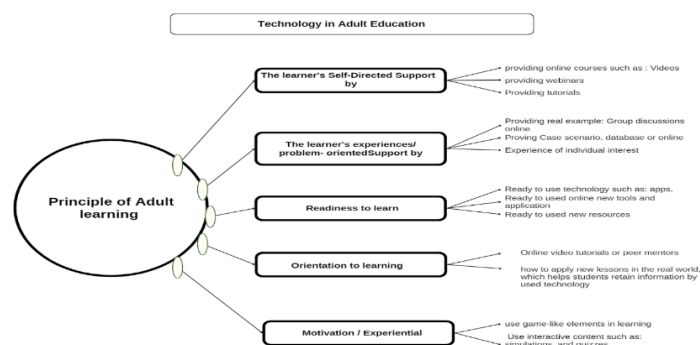 Technology in Adult Education
Principle of Adult
learning
The learner's Self-Directed Support
by
providing online courses such as : Videos
providing webinars
Providing tutorials
The learner's experiences/
problem- orientedSupport by
Providing real example: Group discussions
online
Proving Case scenario, database or online
Experience of individual interest
Readiness to learn
Ready to use technology such as: apps,
Ready to used online new tools and
application
Ready to used new resources
Orientation to learning
Online video tutorials or peer mentors
how to apply new lessons in the real world,
which helps students retain information by
used technology
Motivation / Experiential
use game-like elements in learning
Use interactive content such as:
simulations, and quizzes